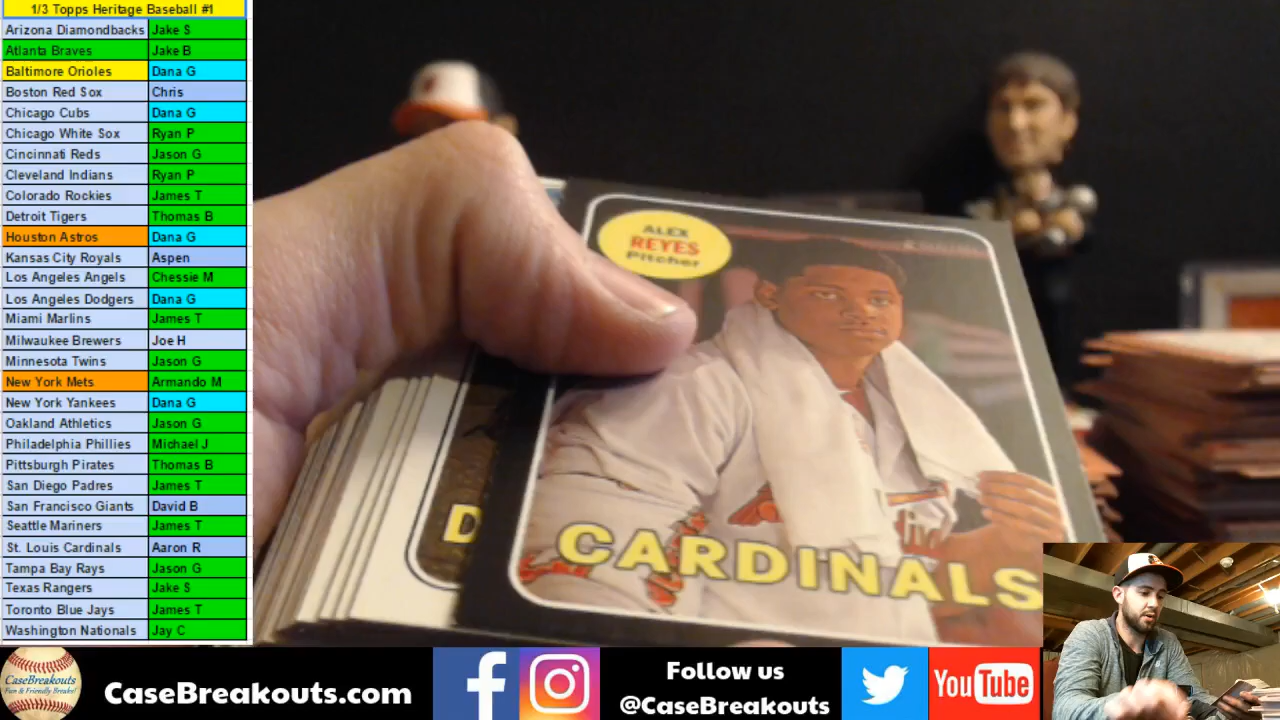 1/3 Topps Heritage Baseball #1
Arizona Diamondbacks Jake S
Atlanta Braves Jake B
Baltimore Orioles Dana G
Boston Red Sox Chris
Chicago Cubs Dana G
Chicago White Sox Ryan P
Cincinnati Reds Jason G
Cleveland Indians Ryan P
Colorado Rockies James T
Detroit Tigers Thomas B
Houston Astros Dana G
Kansas City Royals Aspen
Los Angeles Angels Chessie M
Los Angeles Dodgers Dana G
Miami Marlins James T
Milwaukee Brewers Joe H
Minnesota Twins Jason G
New York Mets Armando M
New York Yankees Dana G
Oakland Athletics Jason G
Philadelphia Phillies Michael J
Pittsburgh Pirates Thomas B
San Diego Padres James T
San Francisco Giants David B
Seattle Mariners James T
St. Louis Cardinals Aaron R
Tampa Bay Rays Jason G
Texas Rangers Jake S
Toronto Blue Jays James T
Washington Nationals Jay C
ALEX
REYES
Pitcher
D
CARDINALS
CaseBreakouts
Fun & Friendly Breaks!
CaseBreakouts.com
Follow us
@CaseBreakouts
YouTube